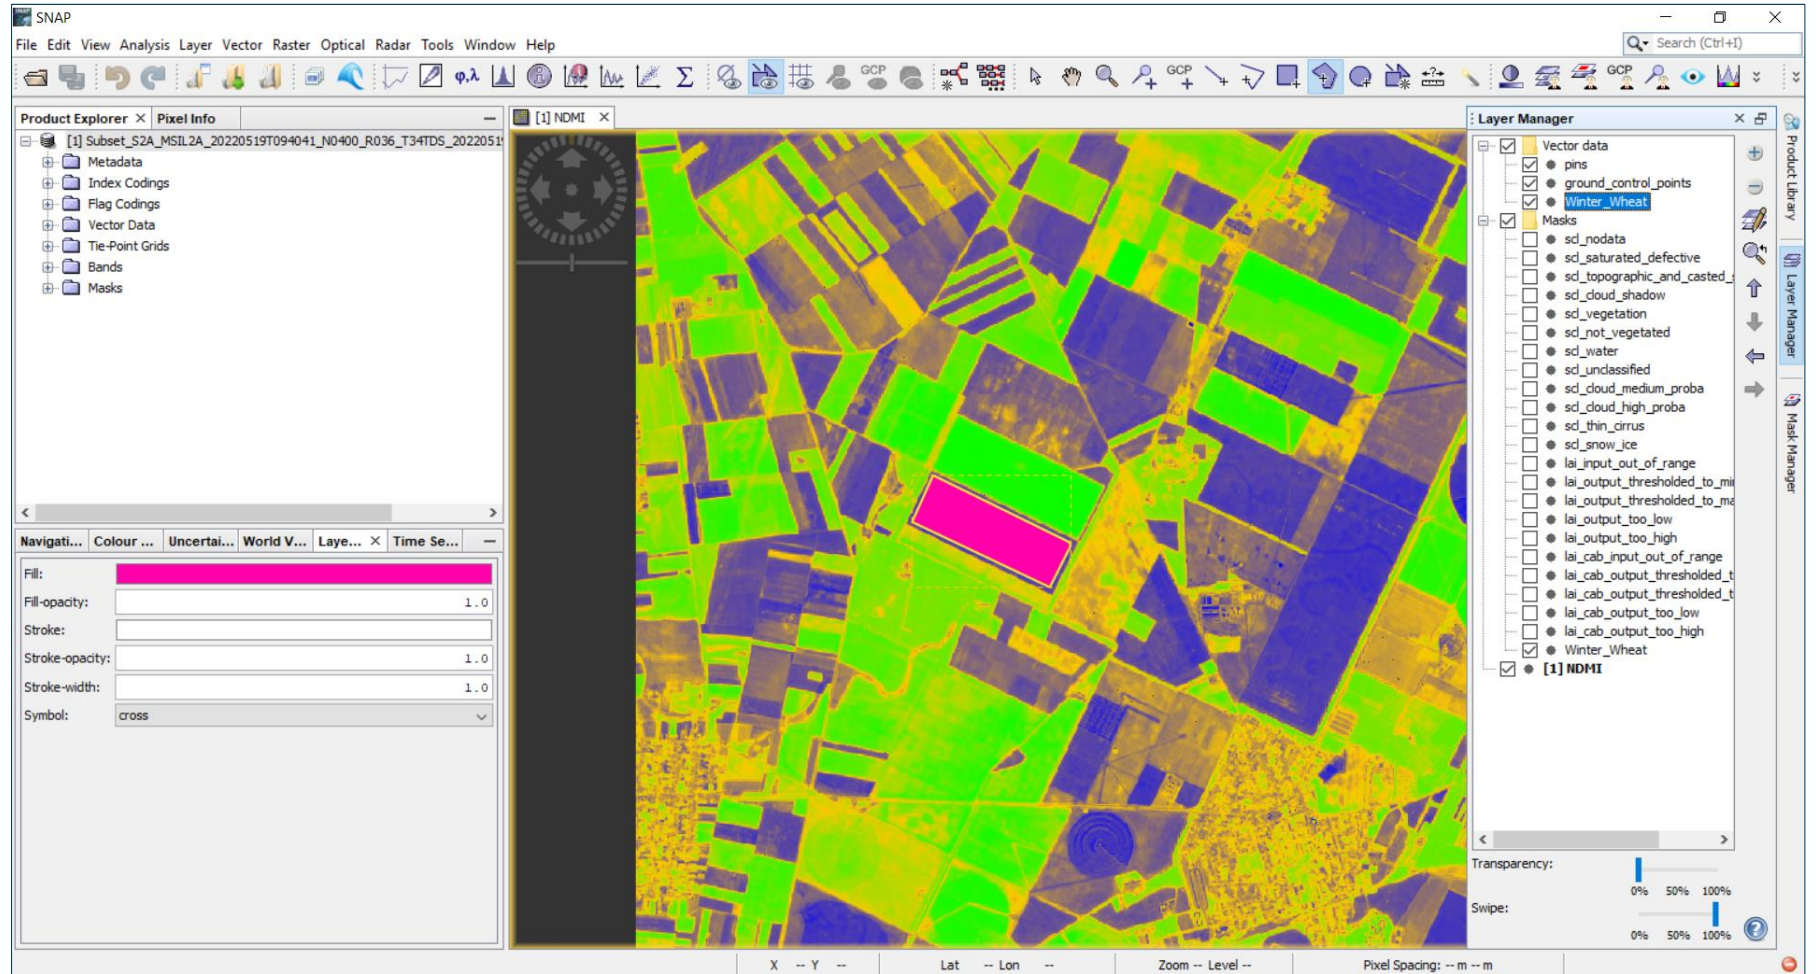 SNAP
File Edit View Analysis Layer Vector Raster Optical Radar Tools Window Help
Search (Ctrl+I)
φ,λ Σ GCP GCP GCP
Product Explorer × Pixel Info
[1] Subset_S2A_MSIL2A_20220519T094041_N0400_R036_T34TDS_2022051
Metadata
Index Codings
Flag Codings
Vector Data
Tie-Point Grids
Bands
Masks
Navigati... Colour ... Uncertai... World V... Laye... × Time Se...
Fill:
Fill-opacity: 1.0
Stroke:
Stroke-opacity: 1.0
Stroke-width: 1.0
Symbol: cross
[1] NDMI ×
Layer Manager
Vector data
pins
ground_control_points
Winter_Wheat
Masks
scl_nodata
scl_saturated_defective
scl_topographic_and_casted_
scl_cloud_shadow
scl_vegetation
scl_not_vegetated
scl_water
scl_unclassified
scl_cloud_medium_proba
scl_cloud_high_proba
scl_thin_cirrus
scl_snow_ice
lai_input_out_of_range
lai_output_thresholded_to_mi
lai_output_thresholded_to_ma
lai_output_too_low
lai_output_too_high
lai_cab_input_out_of_range
lai_cab_output_thresholded_t
lai_cab_output_thresholded_t
lai_cab_output_too_low
lai_cab_output_too_high
Winter_Wheat
[1] NDMI
Transparency:
0% 50% 100%
Swipe:
0% 50% 100%
Product Library
Layer Manager
Mask Manager
X -- Y -- Lat -- Lon -- Zoom -- Level -- Pixel Spacing: -- m -- m